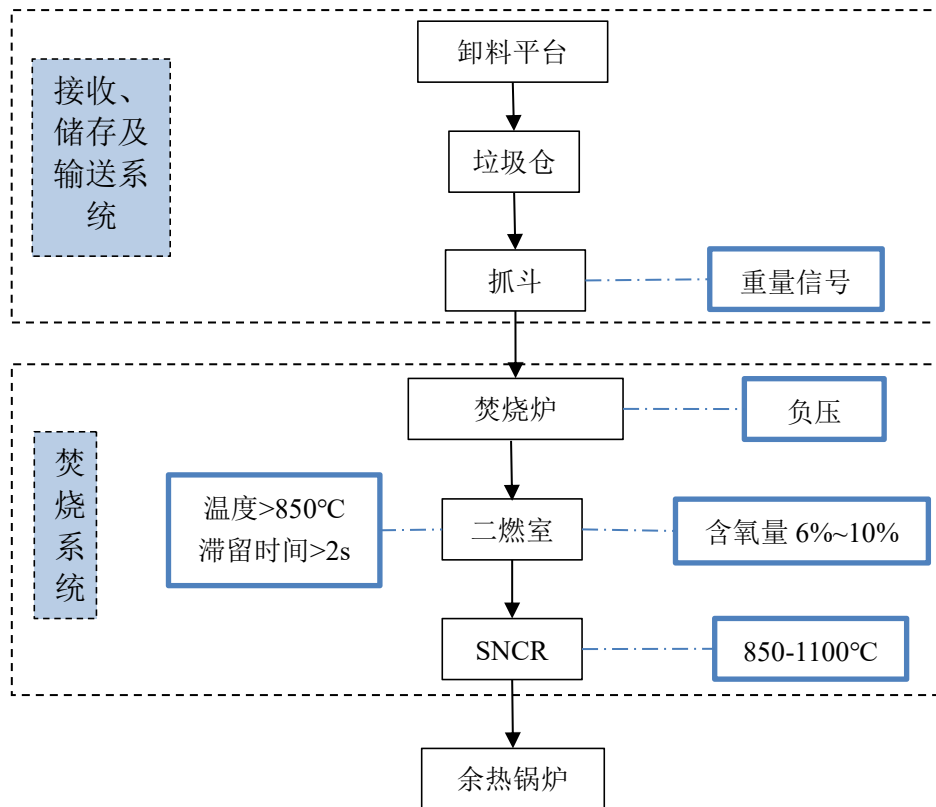 卸料平台
接收、
储存及
输送系
统
垃圾仓
抓斗
重量信号
焚烧炉
负压
焚
烧
系
统
温度>850℃
滞留时间>2s
二燃室
含氧量 6%~10%
SNCR
850-1100℃
余热锅炉